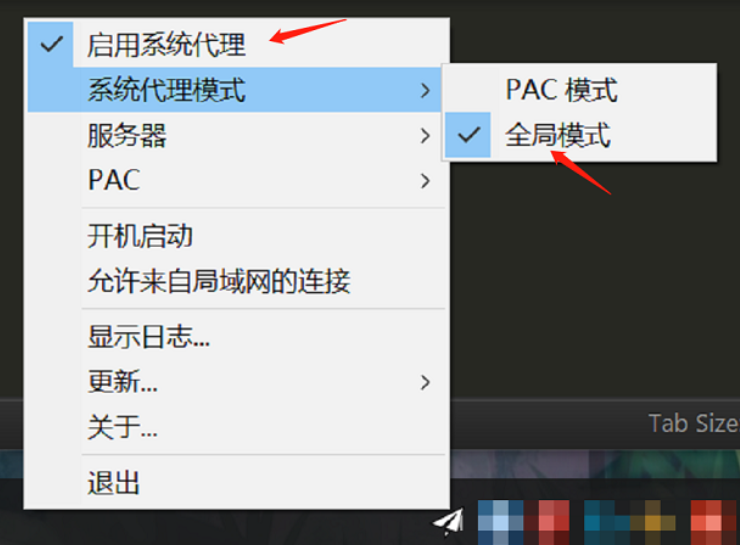 启用系统代理
系统代理模式
PAC 模式
服务器
全局模式
PAC
开机启动
允许来自局域网的连接
显示日志...
更新...
关于...
退出
Tab Size